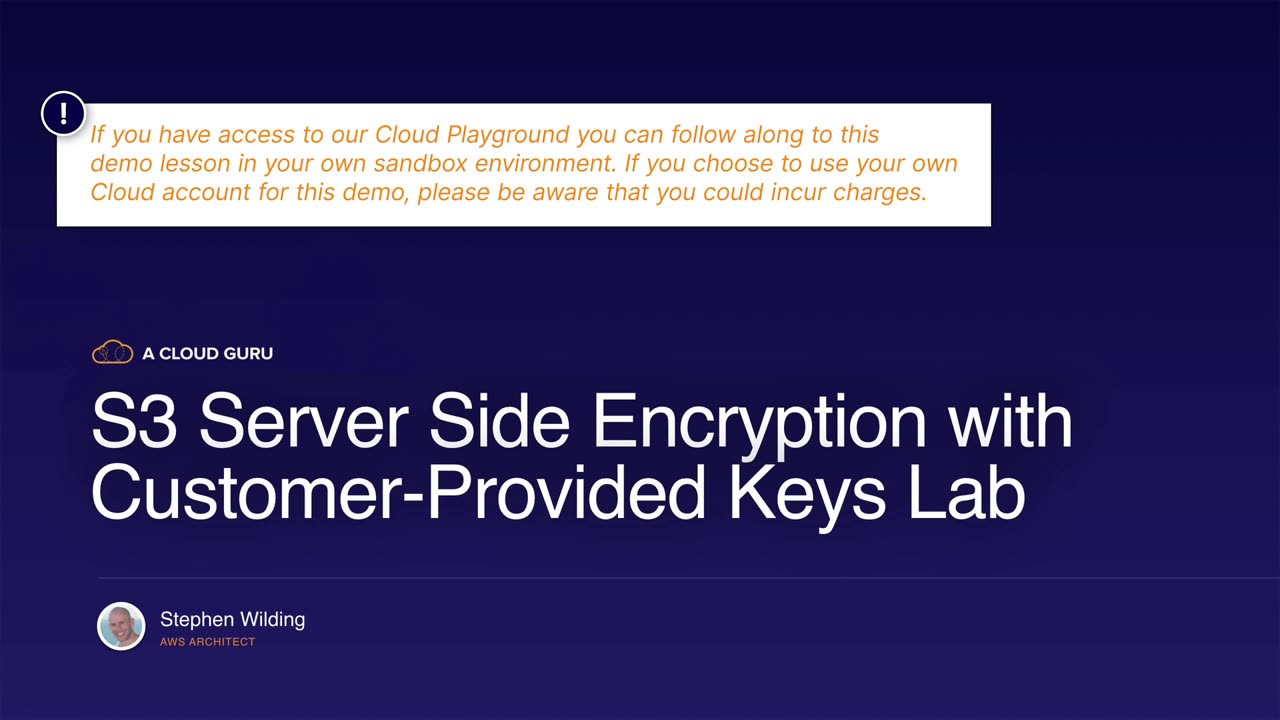 !
If you have access to our Cloud Playground you can follow along to this
demo lesson in your own sandbox environment. If you choose to use your own
Cloud account for this demo, please be aware that you could incur charges.
A CLOUD GURU
S3 Server Side Encryption with
Customer-Provided Keys Lab
Stephen Wilding
AWS ARCHITECT